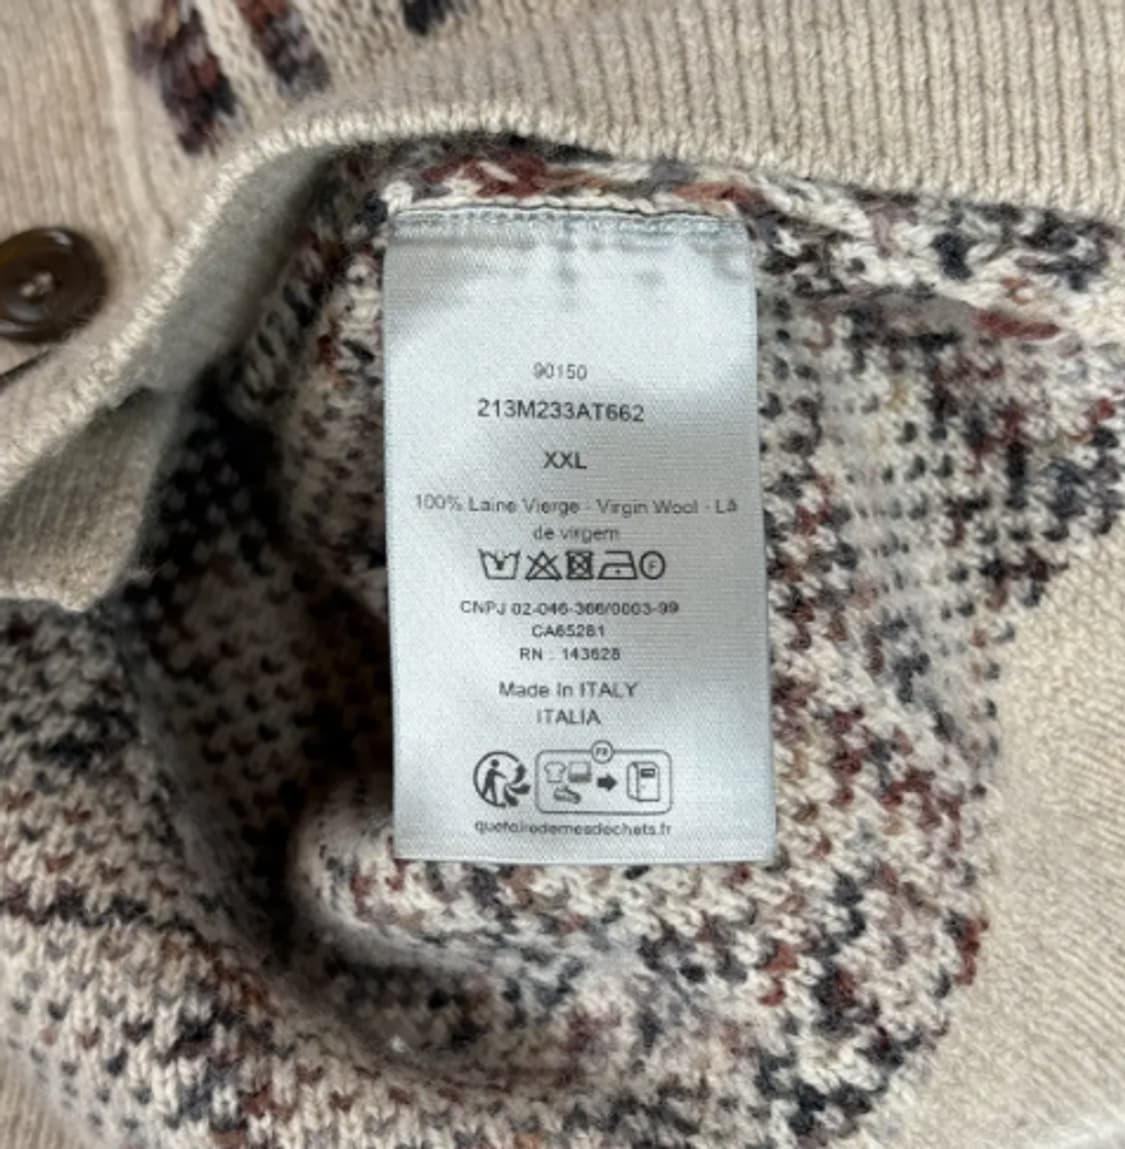 90150
213M233AT662
XXL
100% Laine Vierge - Virgin Wool - Lã
de virgem
F
CNPJ 02-046-366/0003-99
CA65281
RN : 143628
Made In ITALY
ITALIA
FR
quefairedemesdechets.fr